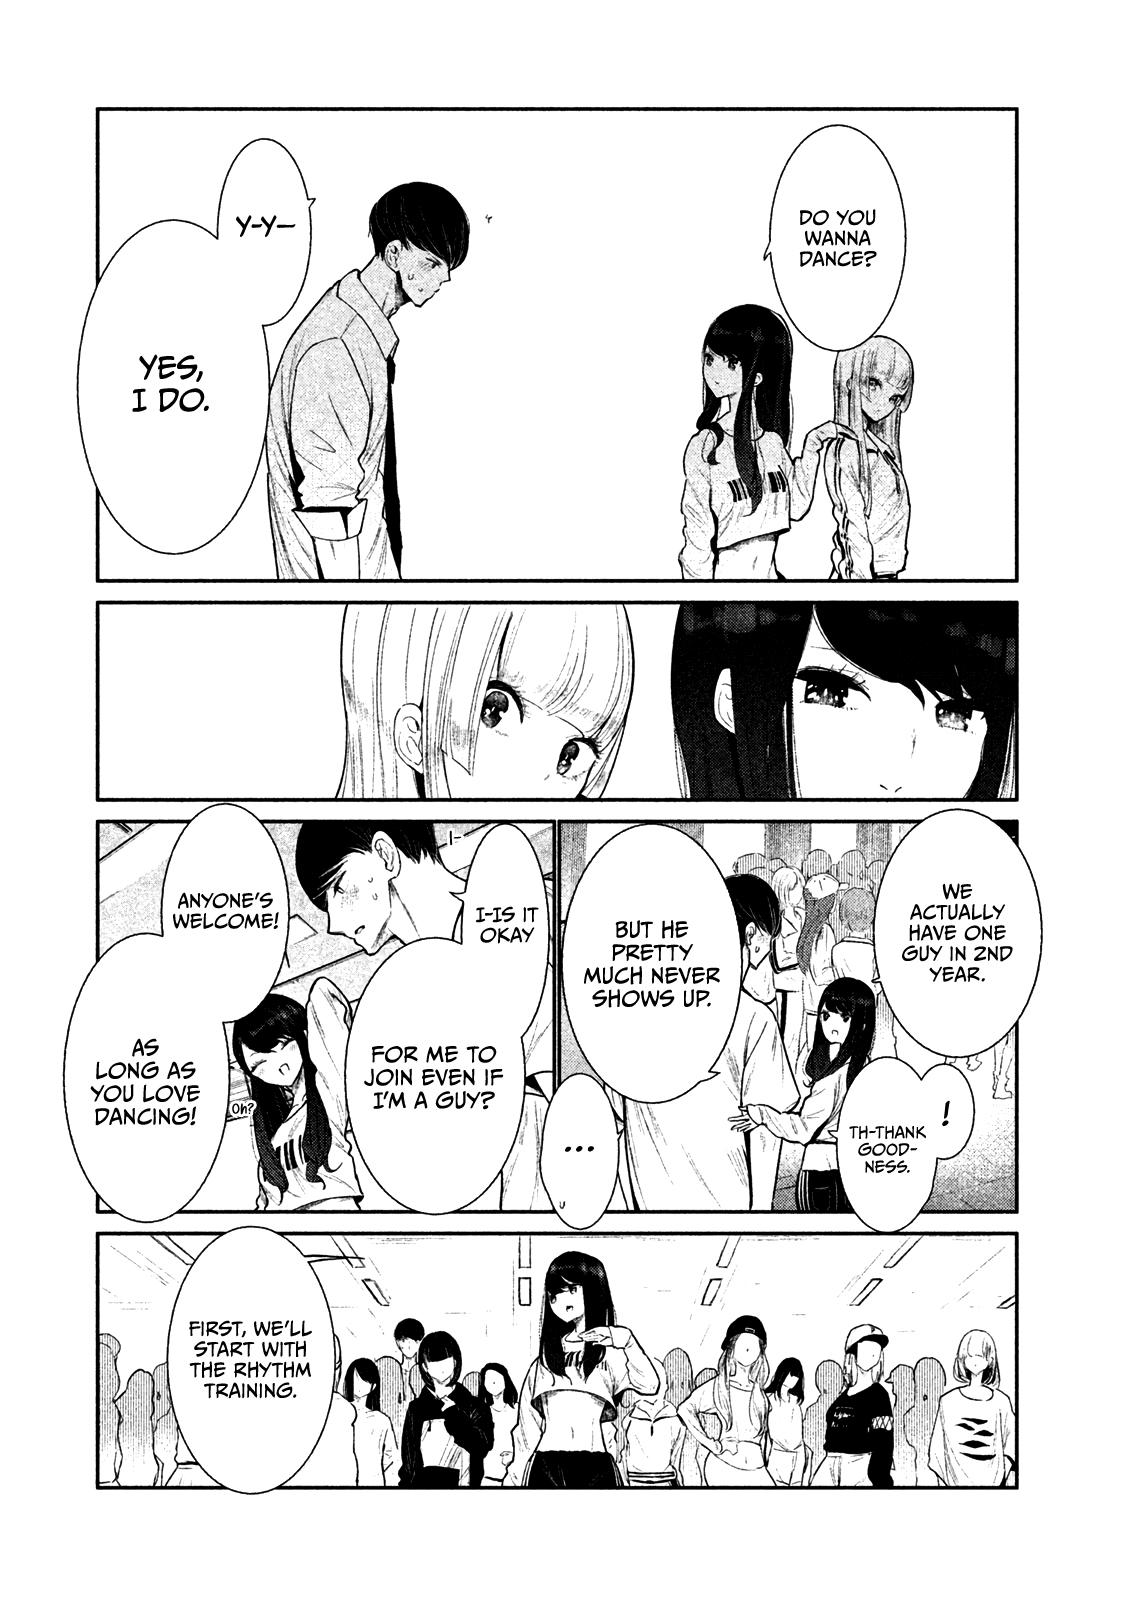 DO YOU
WANNA
DANCE?
Y-Y—
YES,
I DO.
WE
ACTUALLY
HAVE ONE
GUY IN 2ND
YEAR.
!
TH-THANK
GOOD-
NESS.
BUT HE
PRETTY
MUCH NEVER
SHOWS UP.
...
I-
I-IS IT
OKAY
FOR ME TO
JOIN EVEN IF
I'M A GUY?
Oh?
ANYONE'S
WELCOME!
AS
LONG AS
YOU LOVE
DANCING!
FIRST, WE'LL
START WITH
THE RHYTHM
TRAINING.